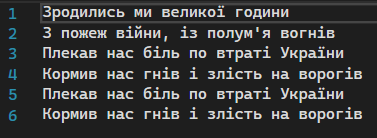 1 Зродились ми великої години
2 З пожеж війни, із полум'я вогнів
3 Плекав нас біль по втраті України
4 Кормив нас гнів і злість на ворогів
5 Плекав нас біль по втраті України
6 Кормив нас гнів і злість на ворогів